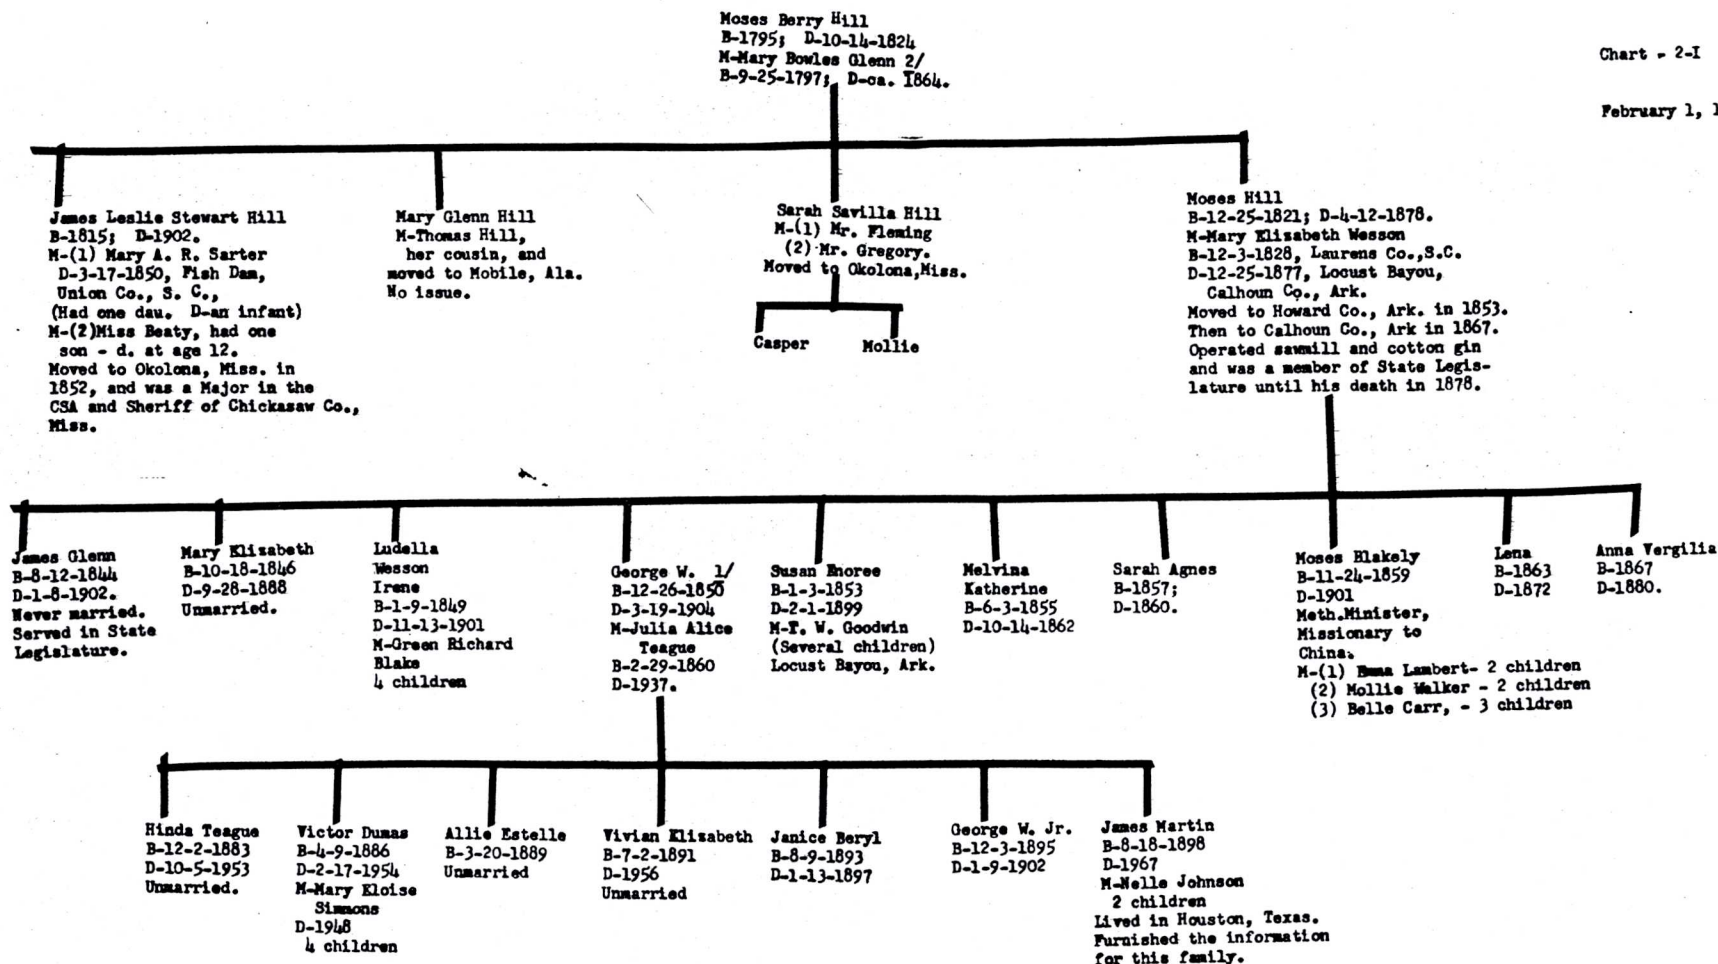 Moses Berry Hill
B-1795; D-10-14-1824
M-Mary Bowles Glenn 2/
B-9-25-1797; D-ca. 1864.
Chart - 2-I
February 1, 1
James Leslie Stewart Hill
B-1815; D-1902.
M-(1) Mary A. R. Sarter
D-3-17-1850, Fish Dam,
Union Co., S. C.,
(Had one dau. D-an infant)
M-(2)Miss Beaty, had one
son - d. at age 12.
Moved to Okolona, Miss. in
1852, and was a Major in the
CSA and Sheriff of Chickasaw Co.,
Miss.
Mary Glenn Hill
M-Thomas Hill,
her cousin, and
moved to Mobile, Ala.
No issue.
Sarah Savilla Hill
M-(1) Mr. Fleming
(2) Mr. Gregory.
Moved to Okolona,Miss.
Casper
Mollie
Moses Hill
B-12-25-1821; D-4-12-1878.
M-Mary Elisabeth Wesson
B-12-3-1828, Laurens Co.,S.C.
D-12-25-1877, Locust Bayou,
Calhoun Co., Ark.
Moved to Howard Co., Ark. in 1853.
Then to Calhoun Co., Ark in 1867.
Operated sawmill and cotton gin
and was a member of State Legis-
lature until his death in 1878.
James Glenn
B-8-12-1844
D-1-8-1902.
Never married.
Served in State
Legislature.
Mary Elizabeth
B-10-18-1846
D-9-28-1888
Unmarried.
Ludella
Wesson
Irene
B-1-9-1849
D-11-13-1901
M-Green Richard
Blake
4 children
George W. 1/
B-12-26-1850
D-3-19-1904
M-Julia Alice
Teague
B-2-29-1860
D-1937.
Susan Enoree
B-1-3-1853
D-2-1-1899
M-T. W. Goodwin
(Several children)
Locust Bayou, Ark.
Melvina
Katherine
B-6-3-1855
D-10-14-1862
Sarah Agnes
B-1857;
D-1860.
Moses Blakely
B-11-24-1859
D-1901
Meth.Minister,
Missionary to
China.
M-(1) Emma Lambert- 2 children
(2) Mollie Walker - 2 children
(3) Belle Carr, - 3 children
Lena
B-1863
D-1872
Anna Vergilia
B-1867
D-1880.
Hinda Teague
B-12-2-1883
D-10-5-1953
Unmarried.
Victor Dumas
B-4-9-1886
D-2-17-1954
M-Mary Eloise
Simmons
D-1948
4 children
Allie Estelle
B-3-20-1889
Unmarried
Vivian Elizabeth
B-7-2-1891
D-1956
Unmarried
Janice Beryl
B-8-9-1893
D-1-13-1897
George W. Jr.
B-12-3-1895
D-1-9-1902
James Martin
B-8-18-1898
D-1967
M-Nelle Johnson
2 children
Lived in Houston, Texas.
Furnished the information
for this family.